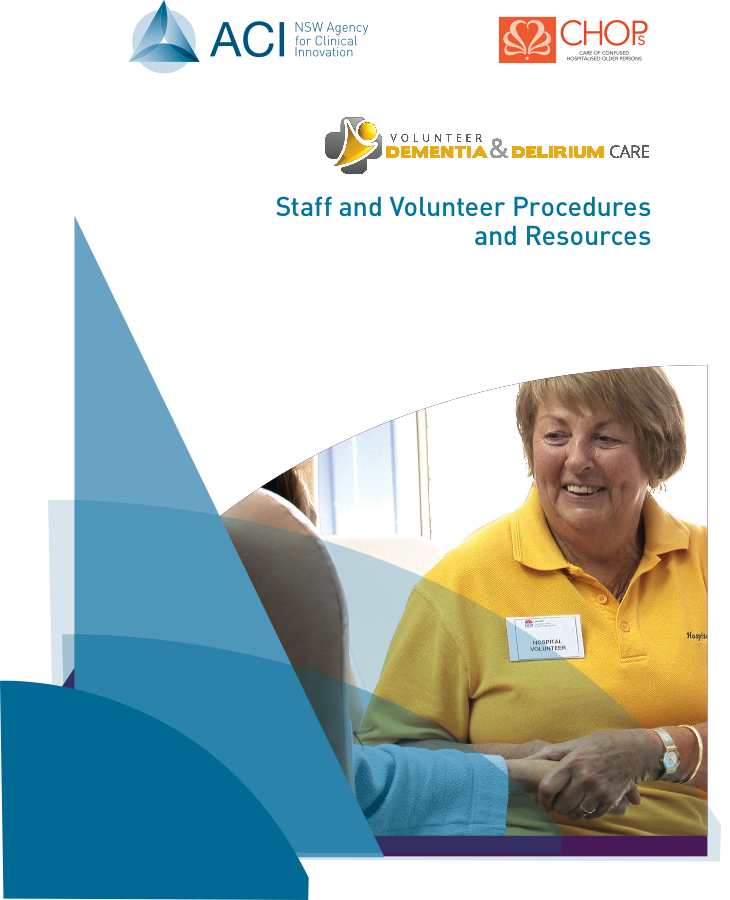 ACI
NSW Agency
for Clinical
Innovation
CHOPs
CARE OF CONFUSED
HOSPITALISED OLDER PERSONS
VOLUNTEER
DEMENTIA & DELIRIUM CARE
Staff and Volunteer Procedures
and Resources
HOSPITAL
VOLUNTEER